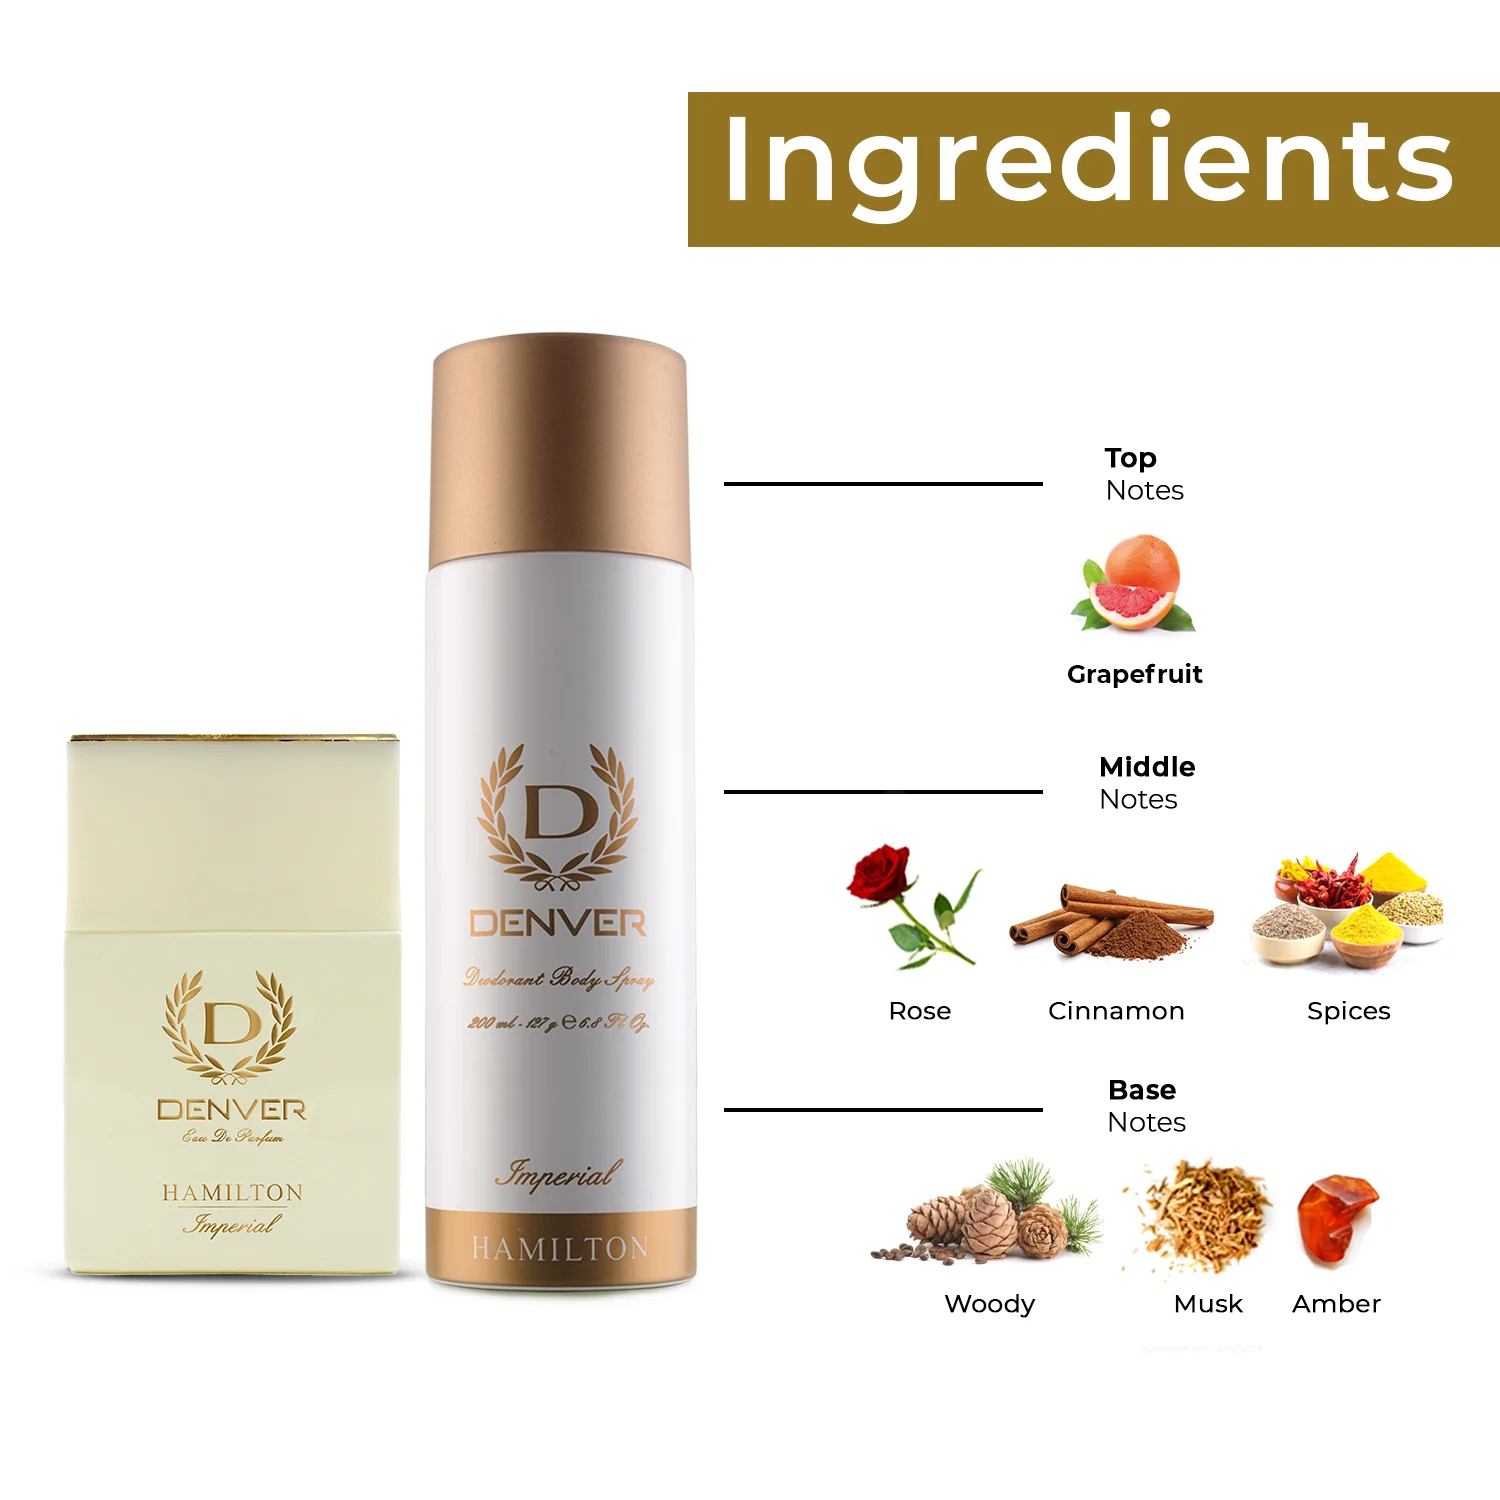 Ingredients
Top
Notes
Grapefruit
Middle
Notes
Rose
Cinnamon
Spices
Base
Notes
Woody
Musk
Amber
D
DENVER
Deodorant Body Spray
200 ml - 127 g ℮ 6.8 Fl Oz.
Imperial
HAMILTON
D
DENVER
Eau De Parfum
HAMILTON
Imperial